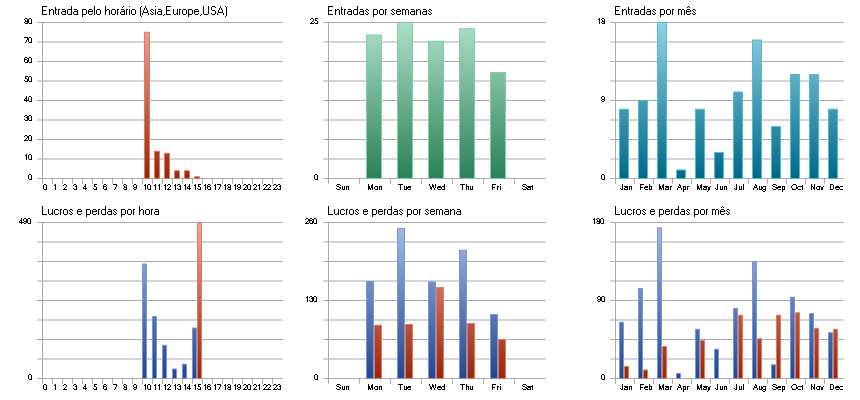 Entrada pelo horário (Asia,Europe,USA)
80
70
60
50
40
30
20
10
0
0 1 2 3 4 5 6 7 8 9 10 11 12 13 14 15 16 17 18 19 20 21 22 23
Entradas por semanas
25
0
Sun Mon Tue Wed Thu Fri Sat
Entradas por mês
18
9
0
Jan Feb Mar Apr May Jun Jul Aug Sep Oct Nov Dec
Lucros e perdas por hora
490
0
0 1 2 3 4 5 6 7 8 9 10 11 12 13 14 15 16 17 18 19 20 21 22 23
Lucros e perdas por semana
260
130
0
Sun Mon Tue Wed Thu Fri Sat
Lucros e perdas por mês
180
90
0
Jan Feb Mar Apr May Jun Jul Aug Sep Oct Nov Dec